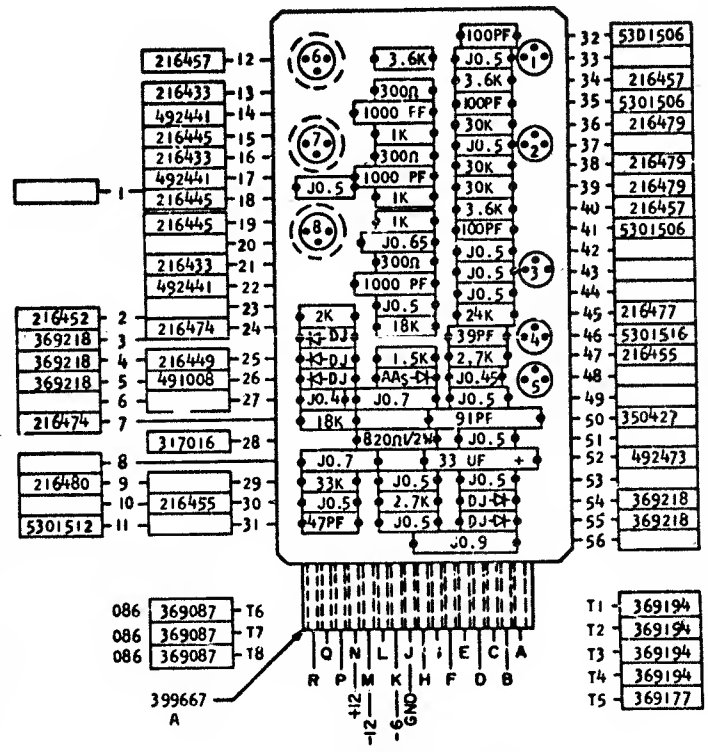 100PF 32 5301506
216457 12 6 3.6K J0.5 1 33
3.6K 34 216457
216433 13 300Ω 100PF 35 5301506
492441 14 1000 FF 30K 36 216479
216445 15 7 1K J0.5 2 37
216433 16 300Ω 30K 38 216479
492441 17 1000 PF 30K 39 216479
1 J0.5
216445 18 1K 3.6K 40 216457
216445 19 8 1K 100PF 41 5301506
20 J0.65 J0.5 42
216433 21 300Ω J0.5 3 43
492441 22 1000 PF J0.5 44
23 J0.5 24K 45 216477
216452 2 2K
216474 24 18K 39PF 4 46 5301516
369218 3 DJ
369218 4 216449 25 DJ 1.5K 2.7K 47 216455
369218 5 491008 26 DJ AAS J0.45 5 48
6 27 J0.4 J0.7 J0.5 49
216474 7 18K 91PF 50 350427
317016 28 820Ω1/2W J0.5 51
8 J0.7 33 UF + 52 492473
216480 9 29 33K J0.5 J0.5 53
10 216455 30 J0.5 2.7K DJ 54 369218
5301512 11 31 47PF J0.5 DJ 55 369218
J0.9 56
086 369087 T6 T1 369194
086 369087 T7 T2 369194
086 369087 T8 T3 369194
T4 369194
T5 369177
Q N L J i E C A
R P M K H F D B
+12 -12 -6 GND
399667
A